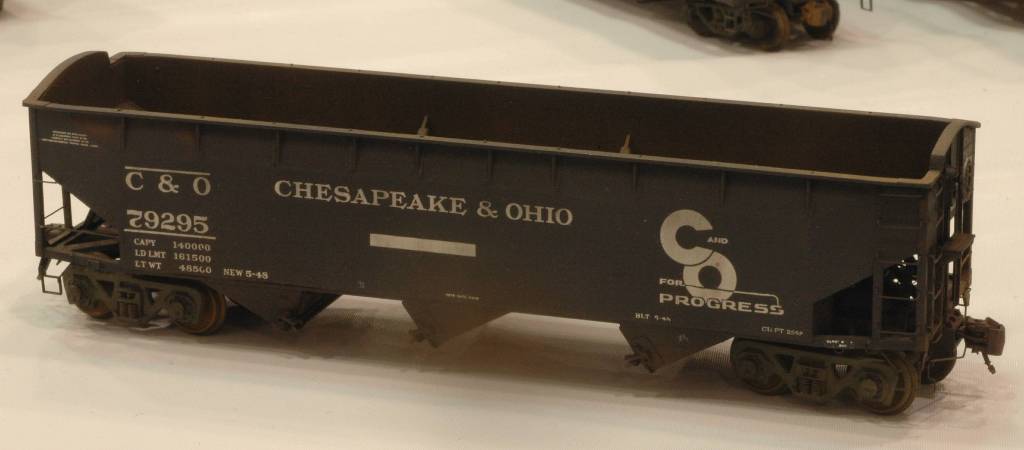 C & O
79295
CAPY 140000
LD LMT 161500
LT WT 48500
NEW 5-48
CHESAPEAKE & OHIO
C AND O
FOR
PROGRESS
BLT 5-48